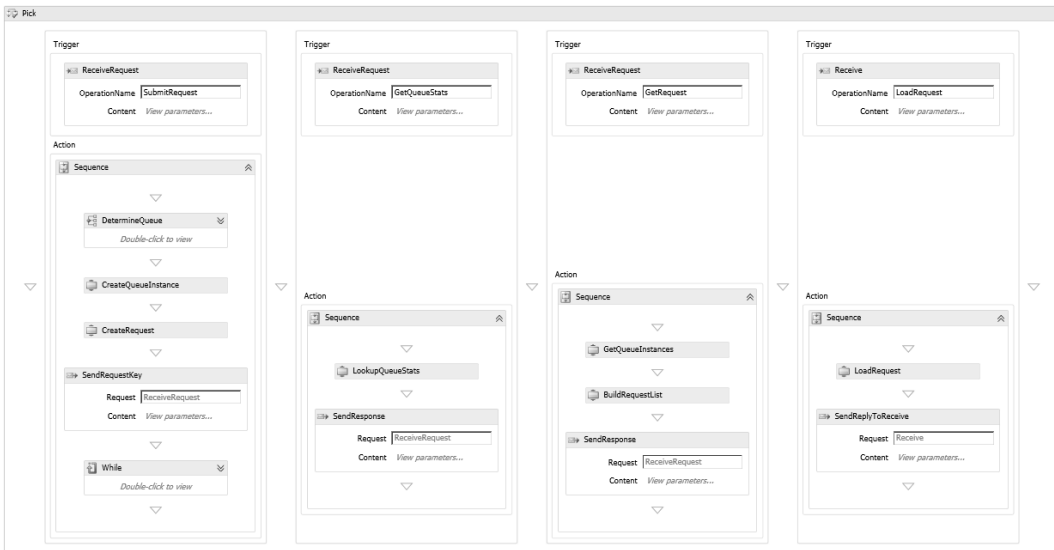 Pick
Trigger
ReceiveRequest
OperationName SubmitRequest
Content View parameters...
Action
Sequence
DetermineQueue
Double-click to view
CreateQueueInstance
CreateRequest
SendRequestKey
Request ReceiveRequest
Content View parameters...
While
Double-click to view
Trigger
ReceiveRequest
OperationName GetQueueStats
Content View parameters...
Action
Sequence
LookupQueueStats
SendResponse
Request ReceiveRequest
Content View parameters...
Trigger
ReceiveRequest
OperationName GetRequest
Content View parameters...
Action
Sequence
GetQueueInstances
BuildRequestList
SendResponse
Request ReceiveRequest
Content View parameters...
Trigger
Receive
OperationName LoadRequest
Content View parameters...
Action
Sequence
LoadRequest
SendReplyToReceive
Request Receive
Content View parameters...